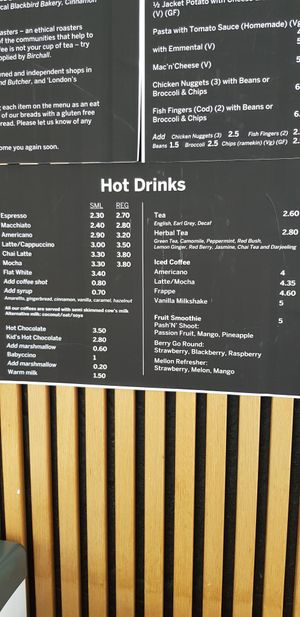 cal Blackbird Bakery, Cinnamon
asters – an ethical roasters
of the communities that help to
fee is not your cup of tea – try
upplied by Birchall.
wned and independent shops in
nd Butcher, and 'London's
g each item on the menu as an eat
of our breads with a gluten free
read. Please let us know of any
ome you again soon.
½ Jacket Potato with Cheese
V) (GF)
Pasta with Tomato Sauce (Homemade) (Vg
with Emmental (V)
Mac'n'Cheese (V)
Chicken Nuggets (3) with Beans or
Broccoli & Chips
Fish Fingers (Cod) (2) with Beans or
Broccoli & Chips
Add Chicken Nuggets (3) 2.5 Fish Fingers (2)
Beans 1.5 Broccoli 2.5 Chips (ramekin) (Vg) (GF)
Hot Drinks
SML REG
Espresso 2.30 2.70
Macchiato 2.40 2.80
Americano 2.90 3.20
Latte/Cappuccino 3.00 3.50
Chai Latte 3.30 3.80
Mocha 3.30 3.80
Flat White 3.40
Add coffee shot 0.80
Add syrup 0.70
Amaretto, gingerbread, cinnamon, vanilla, caramel, hazelnut
All our coffees are served with semi skimmed cow's milk
Alternative milk: coconut/oat/soya
Hot Chocolate 3.50
Kid's Hot Chocolate 2.80
Add marshmallow 0.60
Babyccino 1
Add marshmallow 0.20
Warm milk 1.50
Tea 2.60
English, Earl Grey, Decaf
Herbal Tea 2.80
Green Tea, Camomile, Peppermint, Red Bush,
Lemon Ginger, Red Berry, Jasmine, Chai Tea and Darjeeling
Iced Coffee
Americano 4
Latte/Mocha 4.35
Frappe 4.60
Vanilla Milkshake 5
Fruit Smoothie 5
Pash'N' Shoot:
Passion Fruit, Mango, Pineapple
Berry Go Round:
Strawberry, Blackberry, Raspberry
Mellon Refresher:
Strawberry, Melon, Mango